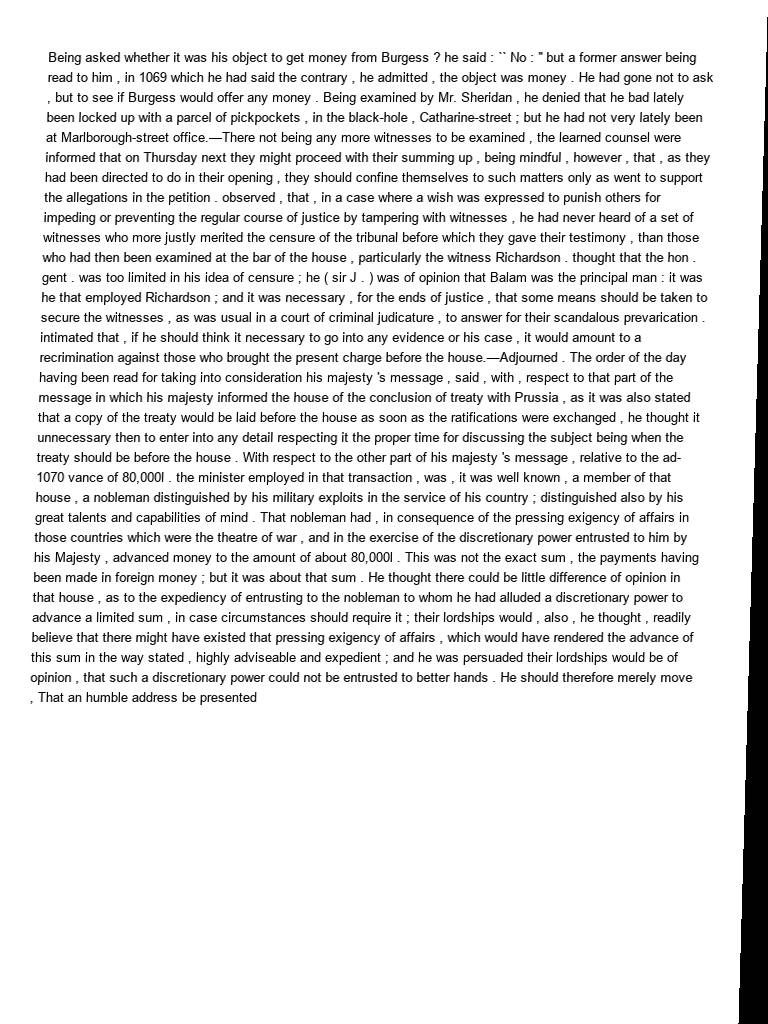 Being asked whether it was his object to get money from Burgess ? he said : `` No : '' but a former answer being
read to him , in 1069 which he had said the contrary , he admitted , the object was money . He had gone not to ask
, but to see if Burgess would offer any money . Being examined by Mr. Sheridan , he denied that he bad lately
been locked up with a parcel of pickpockets , in the black-hole , Catharine-street ; but he had not very lately been
at Marlborough-street office.—There not being any more witnesses to be examined , the learned counsel were
informed that on Thursday next they might proceed with their summing up , being mindful , however , that , as they
had been directed to do in their opening , they should confine themselves to such matters only as went to support
the allegations in the petition . observed , that , in a case where a wish was expressed to punish others for
impeding or preventing the regular course of justice by tampering with witnesses , he had never heard of a set of
witnesses who more justly merited the censure of the tribunal before which they gave their testimony , than those
who had then been examined at the bar of the house , particularly the witness Richardson . thought that the hon .
gent . was too limited in his idea of censure ; he ( sir J . ) was of opinion that Balam was the principal man : it was
he that employed Richardson ; and it was necessary , for the ends of justice , that some means should be taken to
secure the witnesses , as was usual in a court of criminal judicature , to answer for their scandalous prevarication .
intimated that , if he should think it necessary to go into any evidence or his case , it would amount to a
recrimination against those who brought the present charge before the house.—Adjourned . The order of the day
having been read for taking into consideration his majesty 's message , said , with , respect to that part of the
message in which his majesty informed the house of the conclusion of treaty with Prussia , as it was also stated
that a copy of the treaty would be laid before the house as soon as the ratifications were exchanged , he thought it
unnecessary then to enter into any detail respecting it the proper time for discussing the subject being when the
treaty should be before the house . With respect to the other part of his majesty 's message , relative to the ad-
1070 vance of 80,000l . the minister employed in that transaction , was , it was well known , a member of that
house , a nobleman distinguished by his military exploits in the service of his country ; distinguished also by his
great talents and capabilities of mind . That nobleman had , in consequence of the pressing exigency of affairs in
those countries which were the theatre of war , and in the exercise of the discretionary power entrusted to him by
his Majesty , advanced money to the amount of about 80,000l . This was not the exact sum , the payments having
been made in foreign money ; but it was about that sum . He thought there could be little difference of opinion in
that house , as to the expediency of entrusting to the nobleman to whom he had alluded a discretionary power to
advance a limited sum , in case circumstances should require it ; their lordships would , also , he thought , readily
believe that there might have existed that pressing exigency of affairs , which would have rendered the advance of
this sum in the way stated , highly adviseable and expedient ; and he was persuaded their lordships would be of
opinion , that such a discretionary power could not be entrusted to better hands . He should therefore merely move
, That an humble address be presented